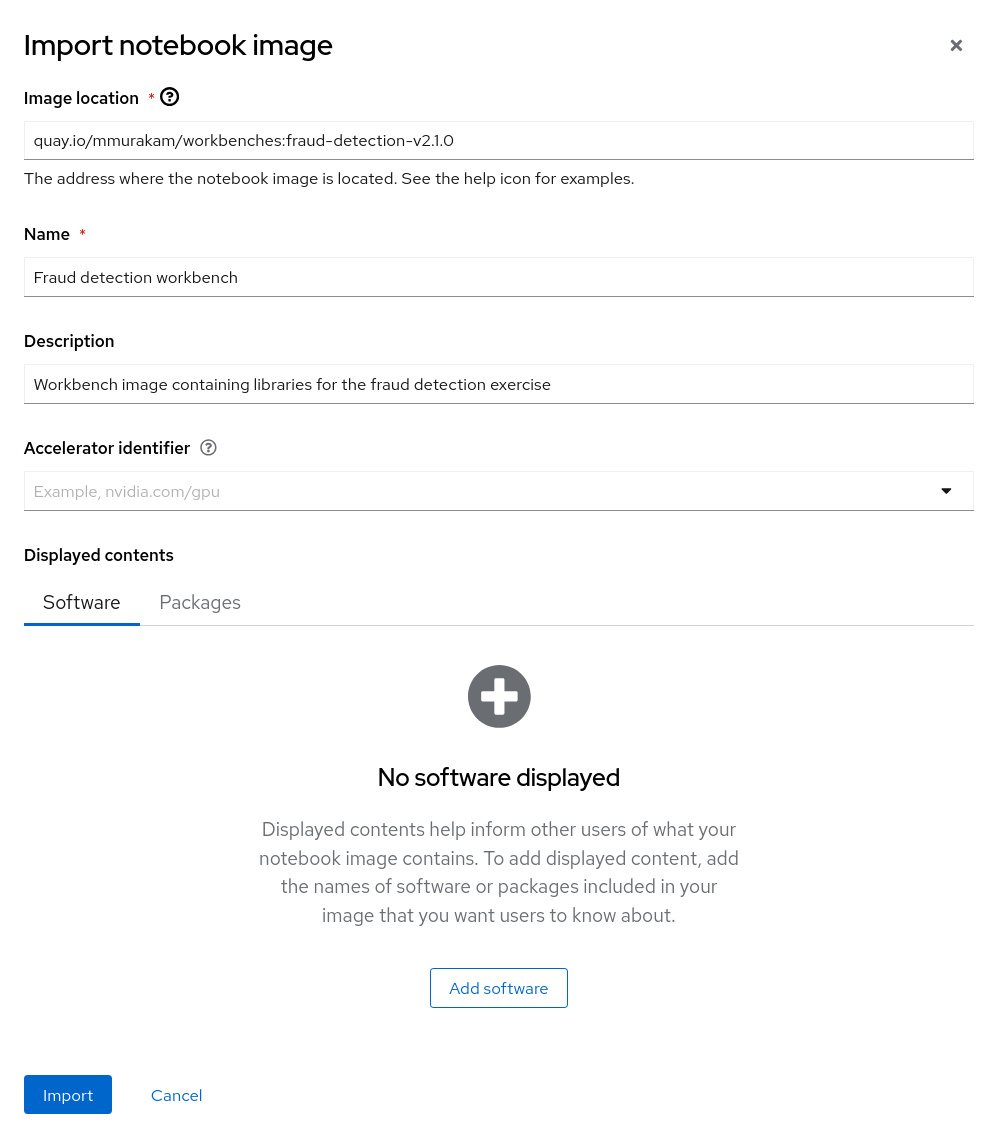 Import notebook image
Image location *
quay.io/mmurakam/workbenches:fraud-detection-v2.1.0
The address where the notebook image is located. See the help icon for examples.
Name *
Fraud detection workbench
Description
Workbench image containing libraries for the fraud detection exercise
Accelerator identifier
Example, nvidia.com/gpu
Displayed contents
Software Packages
No software displayed
Displayed contents help inform other users of what your
notebook image contains. To add displayed content, add
the names of software or packages included in your
image that you want users to know about.
Add software
Import Cancel